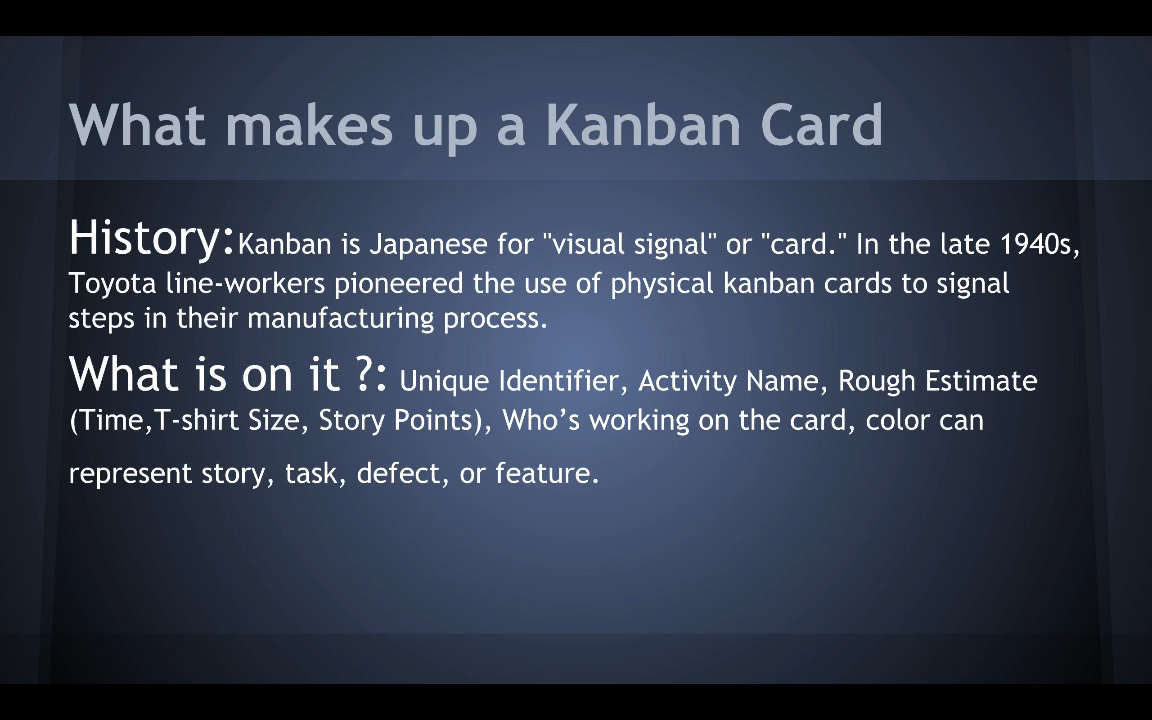 What makes up a Kanban Card
History:Kanban is Japanese for "visual signal" or "card." In the late 1940s,
Toyota line-workers pioneered the use of physical kanban cards to signal
steps in their manufacturing process.
What is on it ?: Unique Identifier, Activity Name, Rough Estimate
(Time,T-shirt Size, Story Points), Who’s working on the card, color can
represent story, task, defect, or feature.